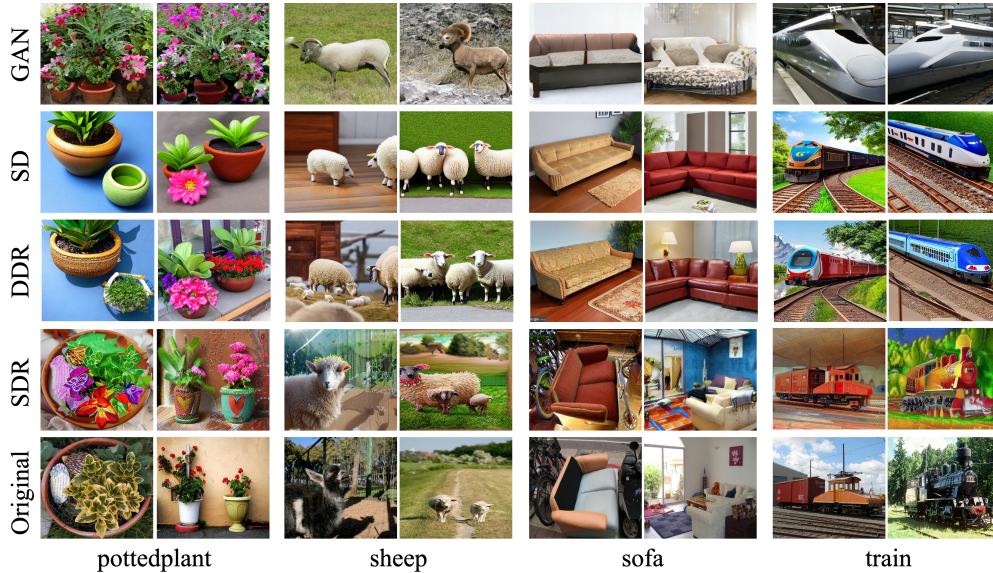 GAN
SD
DDR
SDR
Original
pottedplant sheep sofa train